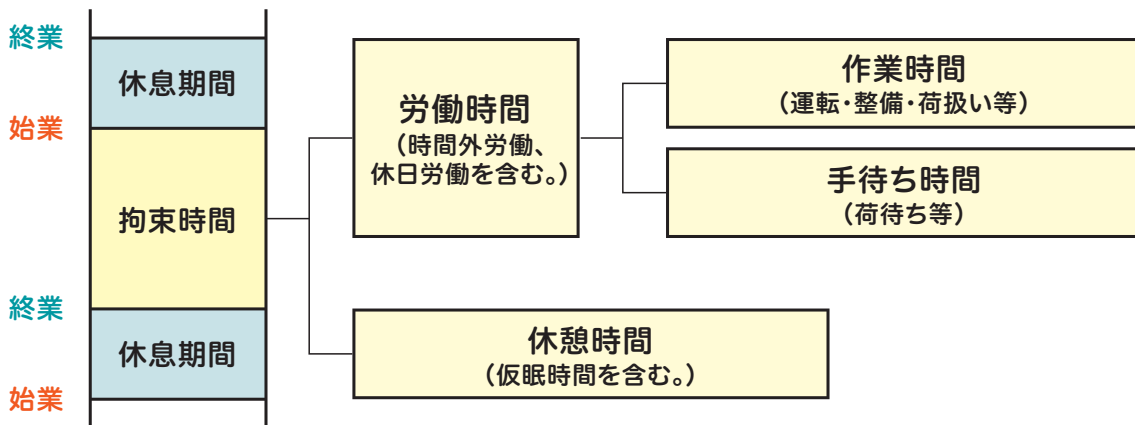 終業
休息期間
始業
拘束時間
終業
休息期間
始業
労働時間
（時間外労働、
休日労働を含む。）
作業時間
（運転・整備・荷扱い等）
手待ち時間
（荷待ち等）
休憩時間
（仮眠時間を含む。）